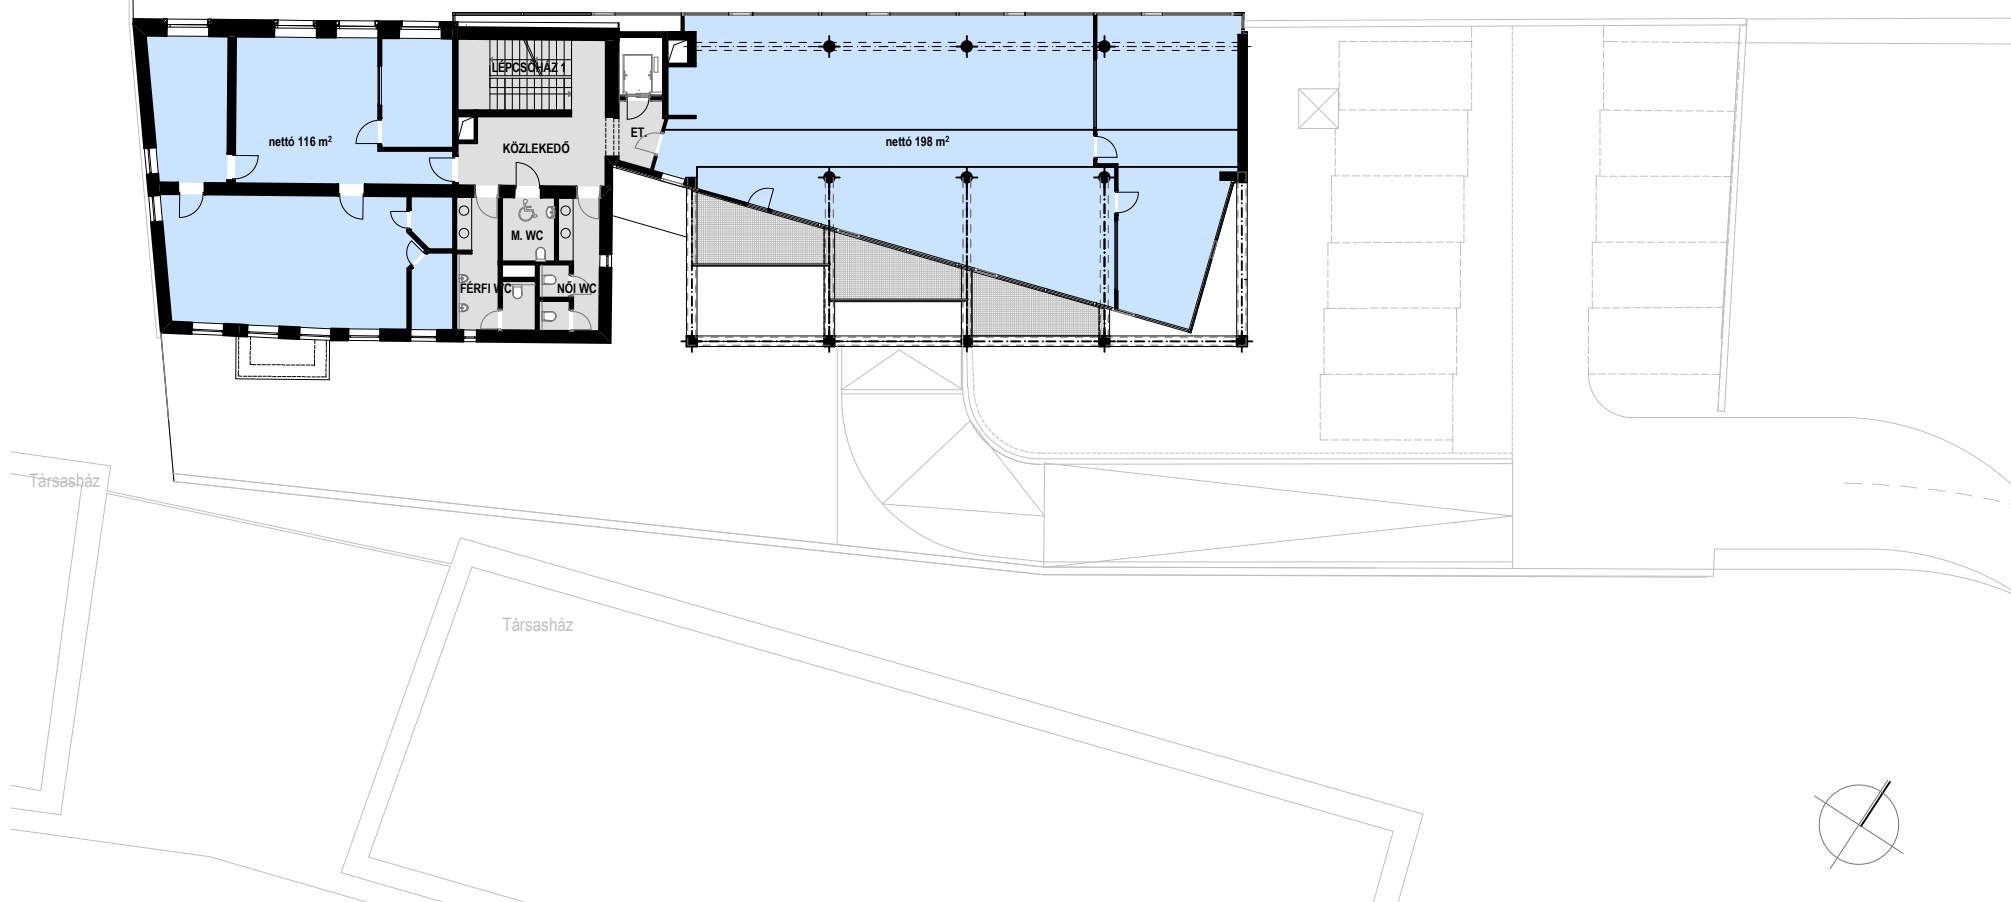 LÉPCSŐHÁZ 1
nettó 116 m²
ET.
nettó 198 m²
KÖZLEKEDŐ
M. WC
FÉRFI WC
NŐI WC
Társasház
Társasház